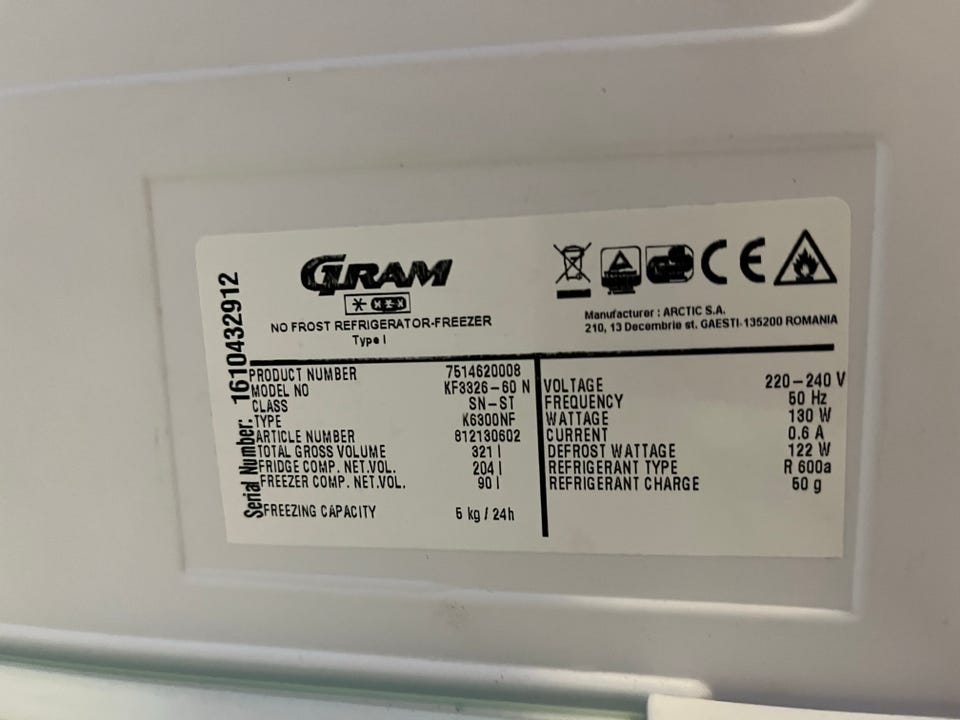 GRAM
NO FROST REFRIGERATOR-FREEZER
Type I
CE
Manufacturer : ARCTIC S.A.
210, 13 Decembrie st. GAESTI-135200 ROMANIA
Serial Number: 1610432912
PRODUCT NUMBER 7514620008
MODEL NO KF3326-60 N
CLASS SN-ST
TYPE K6300NF
ARTICLE NUMBER 812130602
TOTAL GROSS VOLUME 321 l
FRIDGE COMP. NET.VOL. 204 l
FREEZER COMP. NET.VOL. 90 l
FREEZING CAPACITY 5 kg / 24h
VOLTAGE 220-240 V
FREQUENCY 50 Hz
WATTAGE 130 W
CURRENT 0.6 A
DEFROST WATTAGE 122 W
REFRIGERANT TYPE R 600a
REFRIGERANT CHARGE 50 g